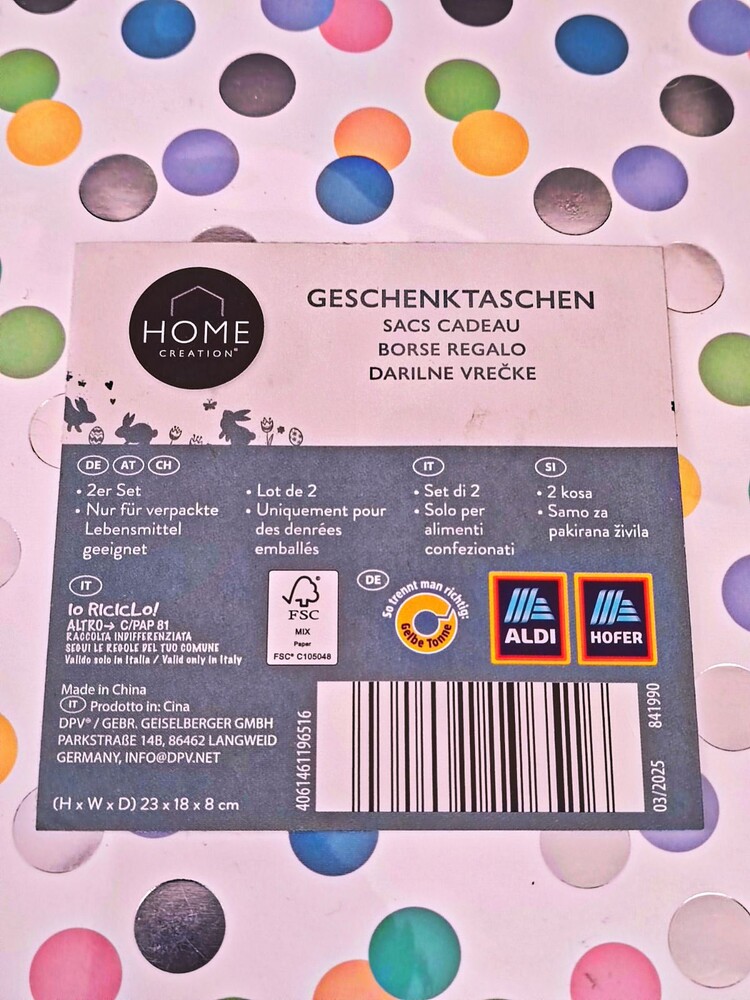 HOME
CREATION®
GESCHENKTASCHEN
SACS CADEAU
BORSE REGALO
DARILNE VREČKE
DE AT CH
• 2er Set
• Nur für verpackte
Lebensmittel
geeignet
• Lot de 2
• Uniquement pour
des denrées
emballés
IT
• Set di 2
• Solo per
alimenti
confezionati
SI
• 2 kosa
• Samo za
pakirana živila
IT
IO RICICLO!
ALTRO→ C/PAP 81
RACCOLTA INDIFFERENZIATA
SEGUI LE REGOLE DEL TUO COMUNE
Valido solo in Italia / Valid only in Italy
FSC
MIX
Paper
FSC® C105048
DE
So trennt man richtig:
Gelbe Tonne
ALDI
HOFER
Made in China
IT Prodotto in: Cina
DPV® / GEBR. GEISELBERGER GMBH
PARKSTRAßE 14B, 86462 LANGWEID
GERMANY, INFO@DPV.NET
(H x W x D) 23 x 18 x 8 cm
4061461196516
841990
03/2025